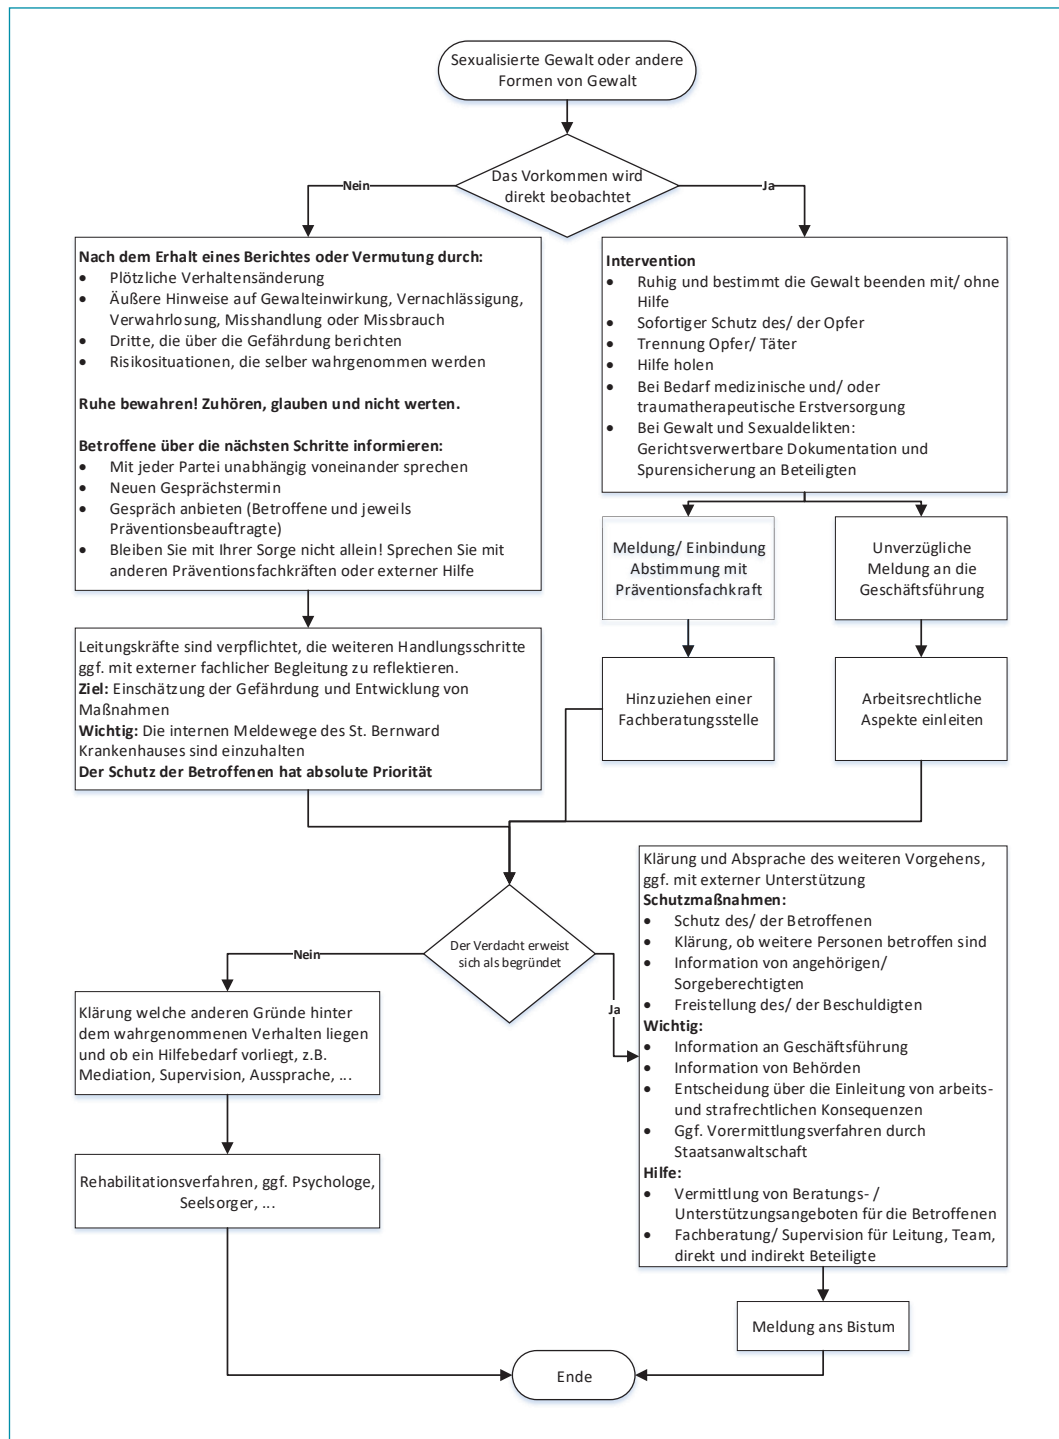 Sexualisierte Gewalt oder andere
Formen von Gewalt
Das Vorkommen wird
direkt beobachtet
Nein
Ja
Nach dem Erhalt eines Berichtes oder Vermutung durch:
• Plötzliche Verhaltensänderung
• Äußere Hinweise auf Gewalteinwirkung, Vernachlässigung,
Verwahrlosung, Misshandlung oder Missbrauch
• Dritte, die über die Gefährdung berichten
• Risikosituationen, die selber wahrgenommen werden
Ruhe bewahren! Zuhören, glauben und nicht werten.
Betroffene über die nächsten Schritte informieren:
• Mit jeder Partei unabhängig voneinander sprechen
• Neuen Gesprächstermin
• Gespräch anbieten (Betroffene und jeweils
Präventionsbeauftragte)
• Bleiben Sie mit Ihrer Sorge nicht allein! Sprechen Sie mit
anderen Präventionsfachkräften oder externer Hilfe
Intervention
• Ruhig und bestimmt die Gewalt beenden mit/ ohne
Hilfe
• Sofortiger Schutz des/ der Opfer
• Trennung Opfer/ Täter
• Hilfe holen
• Bei Bedarf medizinische und/ oder
traumatherapeutische Erstversorgung
• Bei Gewalt und Sexualdelikten:
Gerichtsverwertbare Dokumentation und
Spurensicherung an Beteiligten
Meldung/ Einbindung
Abstimmung mit
Präventionsfachkraft
Unverzügliche
Meldung an die
Geschäftsführung
Leitungskräfte sind verpflichtet, die weiteren Handlungsschritte
ggf. mit externer fachlicher Begleitung zu reflektieren.
Ziel: Einschätzung der Gefährdung und Entwicklung von
Maßnahmen
Wichtig: Die internen Meldewege des St. Bernward
Krankenhauses sind einzuhalten
Der Schutz der Betroffenen hat absolute Priorität
Hinzuziehen einer
Fachberatungsstelle
Arbeitsrechtliche
Aspekte einleiten
Der Verdacht erweist
sich als begründet
Nein
Ja
Klärung welche anderen Gründe hinter
dem wahrgenommenen Verhalten liegen
und ob ein Hilfebedarf vorliegt, z.B.
Mediation, Supervision, Aussprache, ...
Rehabilitationsverfahren, ggf. Psychologe,
Seelsorger, ...
Klärung und Absprache des weiteren Vorgehens,
ggf. mit externer Unterstützung
Schutzmaßnahmen:
• Schutz des/ der Betroffenen
• Klärung, ob weitere Personen betroffen sind
• Information von angehörigen/
Sorgeberechtigten
• Freistellung des/ der Beschuldigten
Wichtig:
• Information an Geschäftsführung
• Information von Behörden
• Entscheidung über die Einleitung von arbeits-
und strafrechtlichen Konsequenzen
• Ggf. Vorermittlungsverfahren durch
Staatsanwaltschaft
Hilfe:
• Vermittlung von Beratungs- /
Unterstützungsangeboten für die Betroffenen
• Fachberatung/ Supervision für Leitung, Team,
direkt und indirekt Beteiligte
Meldung ans Bistum
Ende